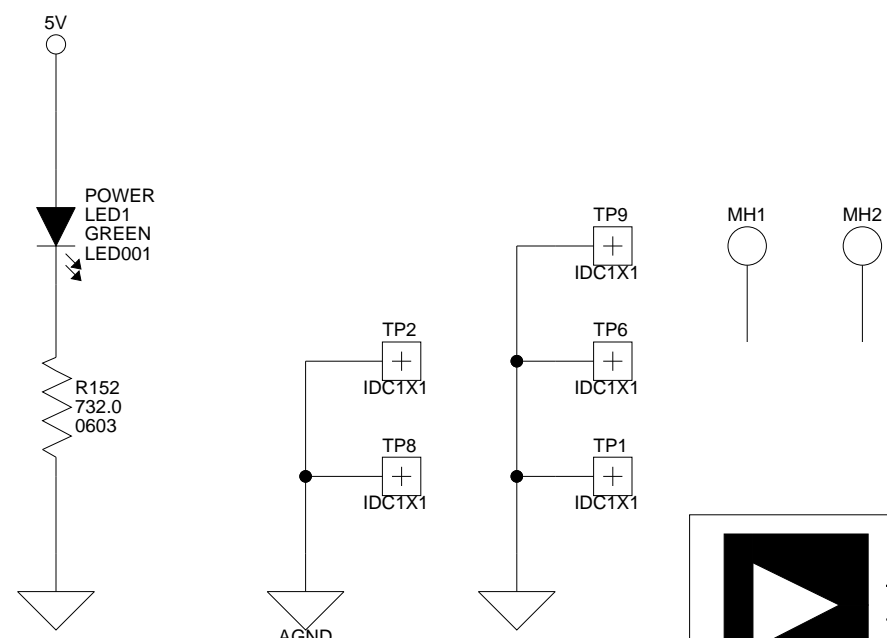 5V
POWER
LED1
GREEN
LED001
R152
732.0
0603
TP2
IDC1X1
TP8
IDC1X1
AGND
TP9
IDC1X1
TP6
IDC1X1
TP1
IDC1X1
MH1
MH2